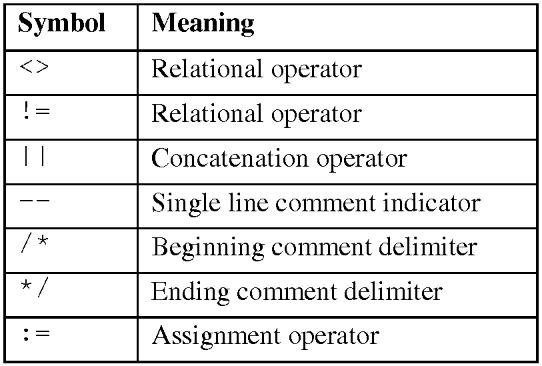 Symbol Meaning
<> Relational operator
!= Relational operator
|| Concatenation operator
-- Single line comment indicator
/* Beginning comment delimiter
*/ Ending comment delimiter
:= Assignment operator